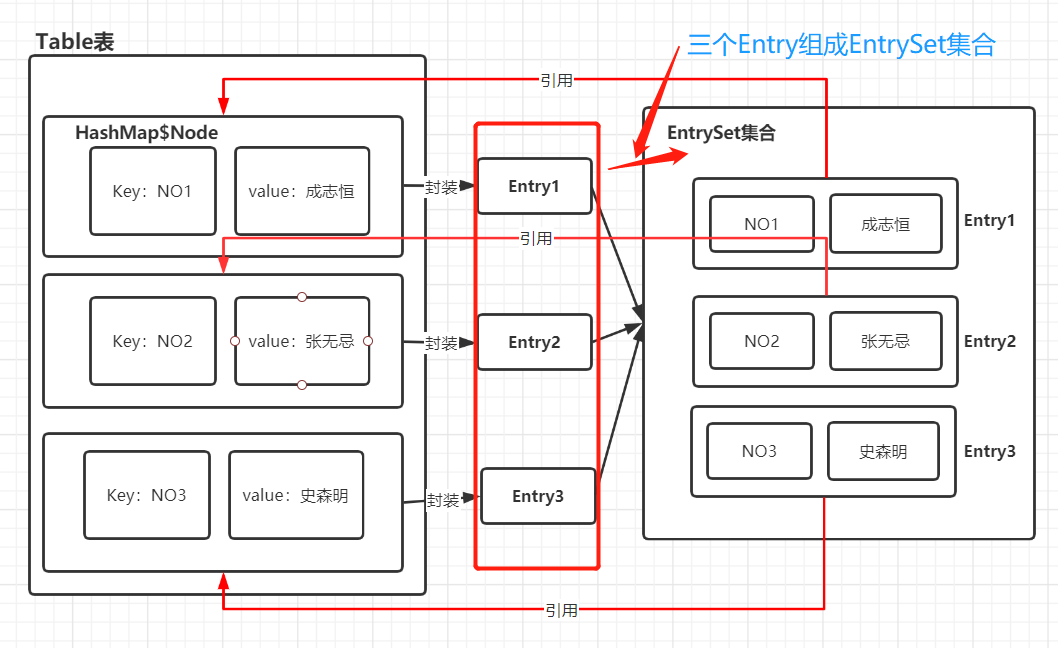 Table表
三个Entry组成EntrySet集合
引用
HashMap$Node
EntrySet集合
Key：NO1
value：成志恒
封装
Entry1
NO1
成志恒
Entry1
引用
Key：NO2
value：张无忌
封装
Entry2
NO2
张无忌
Entry2
Key：NO3
value：史森明
封装
Entry3
NO3
史森明
Entry3
引用